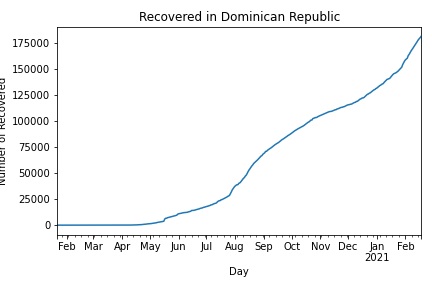 Recovered in Dominican Republic
Number of Recovered
175000
150000
125000
100000
75000
50000
25000
0
Feb Mar Apr May Jun Jul Aug Sep Oct Nov Dec Jan Feb
2021
Day